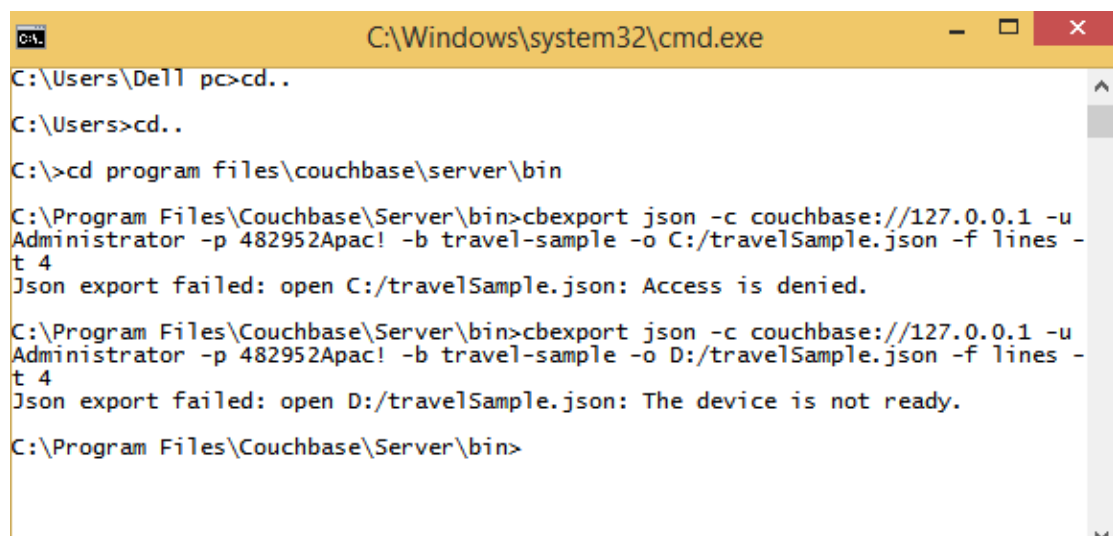 C:\Windows\system32\cmd.exe
C:\Users\Dell pc>cd..
C:\Users>cd..
C:\>cd program files\couchbase\server\bin
C:\Program Files\Couchbase\Server\bin>cbexport json -c couchbase://127.0.0.1 -u
Administrator -p 482952Apac! -b travel-sample -o C:/travelSample.json -f lines -
t 4
Json export failed: open C:/travelSample.json: Access is denied.
C:\Program Files\Couchbase\Server\bin>cbexport json -c couchbase://127.0.0.1 -u
Administrator -p 482952Apac! -b travel-sample -o D:/travelSample.json -f lines -
t 4
Json export failed: open D:/travelSample.json: The device is not ready.
C:\Program Files\Couchbase\Server\bin>